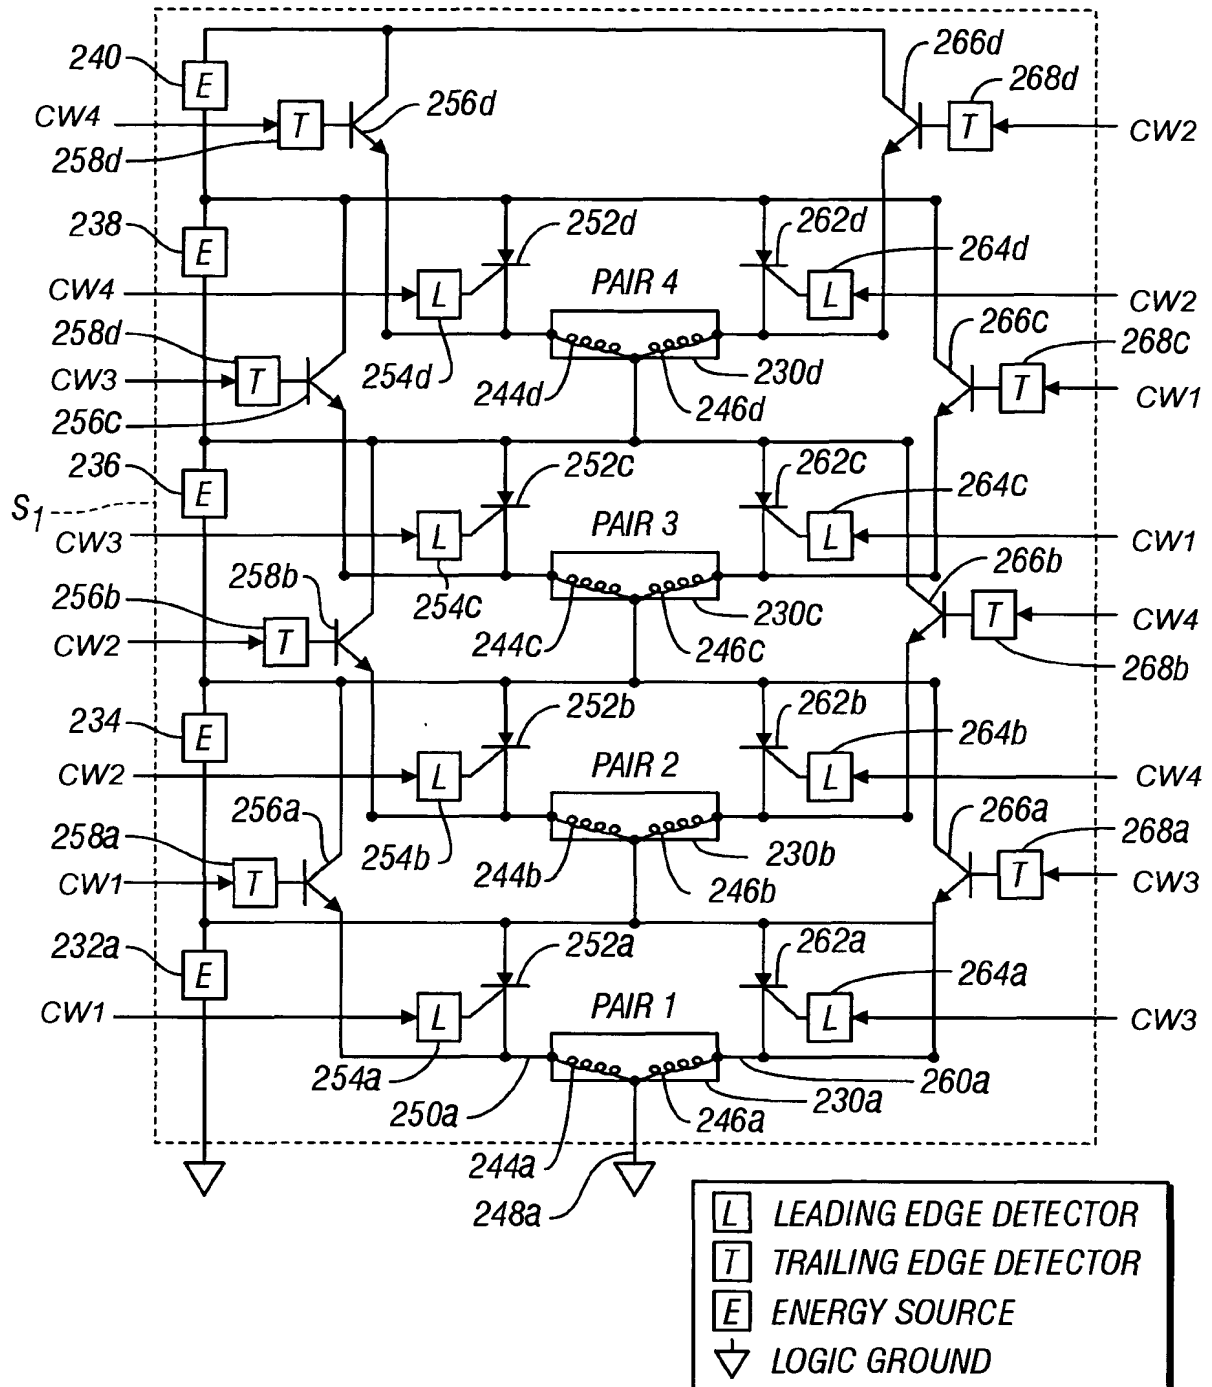 240
E
266d
268d
CW4
T
256d
T
CW2
258d
238
E
252d
262d
264d
CW4
L
PAIR 4
L
CW2
258d
266c
268c
CW3
T
254d
244d
246d
230d
T
CW1
256c
236
E
252c
262c
264c
S1
CW3
L
PAIR 3
L
CW1
258b
266b
256b
254c
T
T
CW4
CW2
244c
246c
230c
268b
234
E
252b
262b
264b
CW2
L
PAIR 2
L
CW4
256a
266a
258a
254b
268a
CW1
T
244b
246b
230b
T
CW3
232a
E
252a
262a
264a
CW1
L
PAIR 1
L
CW3
254a
260a
250a
246a
230a
244a
248a
L LEADING EDGE DETECTOR
T TRAILING EDGE DETECTOR
E ENERGY SOURCE
LOGIC GROUND